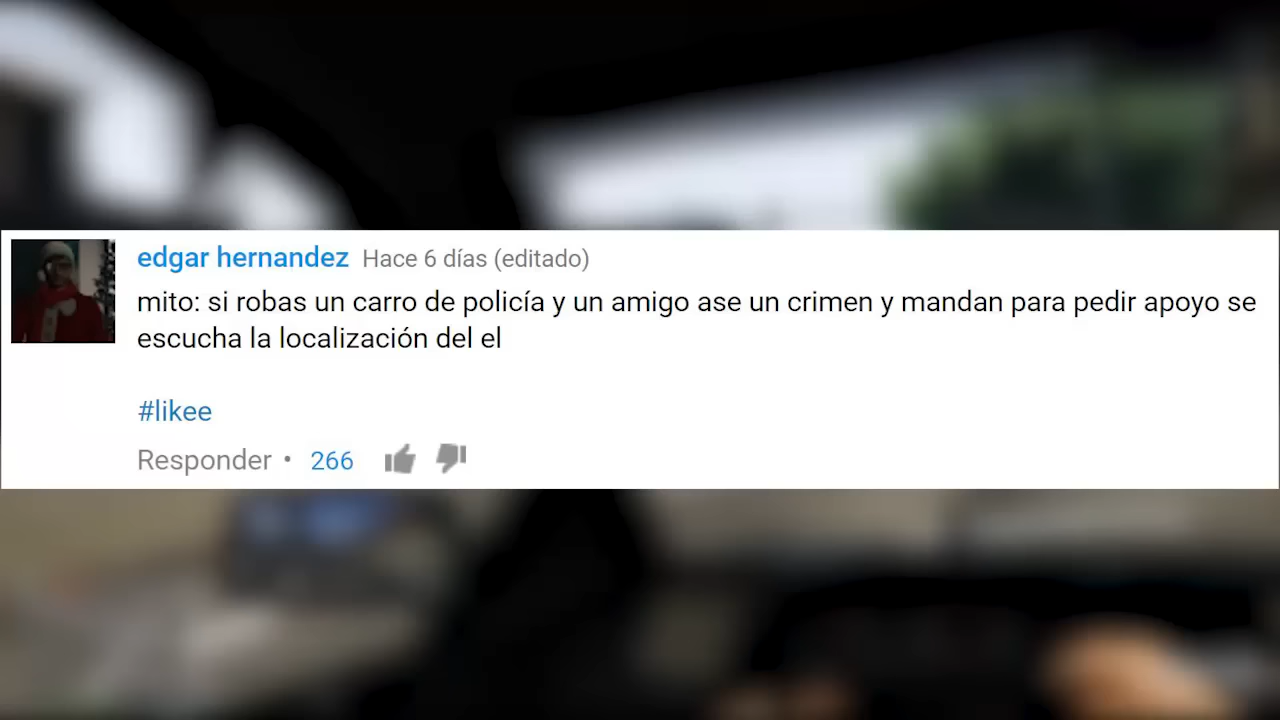 edgar hernandez Hace 6 días (editado)
mito: si robas un carro de policía y un amigo ase un crimen y mandan para pedir apoyo se
escucha la localización del el
#likee
Responder • 266